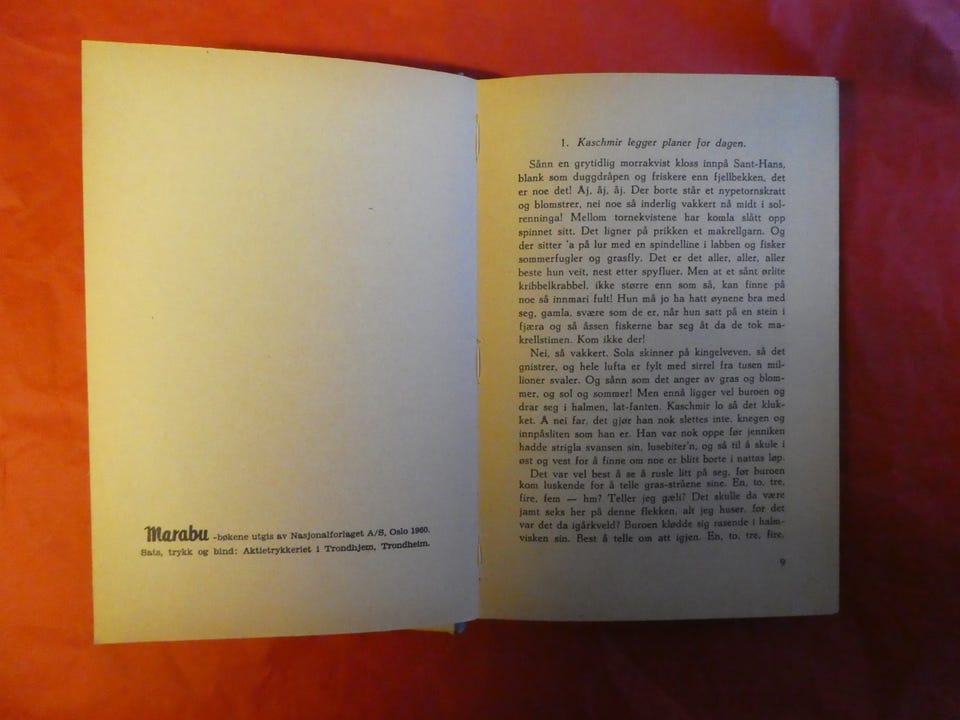 Marabu -bøkene utgis av Nasjonalforlaget A/S, Oslo 1960.
Sats, trykk og bind: Aktietrykkeriet i Trondhjem, Trondheim.
1. Kaschmir legger planer for dagen.
Sånn en grytidlig morrakvist kloss innpå Sant-Hans,
blank som duggdråpen og friskere enn fjellbekken, det
er noe det! Aj, åj, åj. Der borte står et nypetornskratt
og blomstrer, nei noe så inderlig vakkert nå midt i sol-
renninga! Mellom tornekvistene har komla slått opp
spinnet sitt. Det ligner på prikken et makrellgarn. Og
der sitter 'a på lur med en spindelline i labben og fisker
sommerfugler og grasfly. Det er det aller, aller, aller
beste hun veit, nest etter spyfluer. Men at et sånt ørlite
kribbelkrabbel, ikke større enn som så, kan finne på
noe så innmari fult! Hun må jo ha hatt øynene bra med
seg, gamla, svære som de er, når hun satt på en stein i
fjæra og så åssen fiskerne bar seg åt da de tok ma-
krellstimen. Kom ikke der!
Nei, så vakkert. Sola skinner på kingelveven, så det
gnistrer, og hele lufta er fylt med sirrel fra tusen mil-
lioner svaler. Og sånn som det anger av gras og blom-
mer, og sol og sommer! Men ennå ligger vel buroen og
drar seg i halmen, lat-fanten. Kaschmir lo så det kluk-
ket. A nei far, det gjør han nok slettes inte, knegen og
innpåsliten som han er. Han var nok oppe før jenniken
hadde strigla svansen sin, lusebiter'n, og så til å skule i
øst og vest for å finne om noe er blitt borte i nattas løp.
Det var vel best å se å rusle litt på seg, før buroen
kom luskende for å telle gras-stråene sine. En, to, tre,
fire, fem — hm? Teller jeg gæli? Det skulle da være
jamt seks her på denne flekken, alt jeg huser, for det
var det da igårkveld? Buroen klødde sig rasende i halm-
visken sin. Best å telle om att igjen. En, to, tre, fire,
9